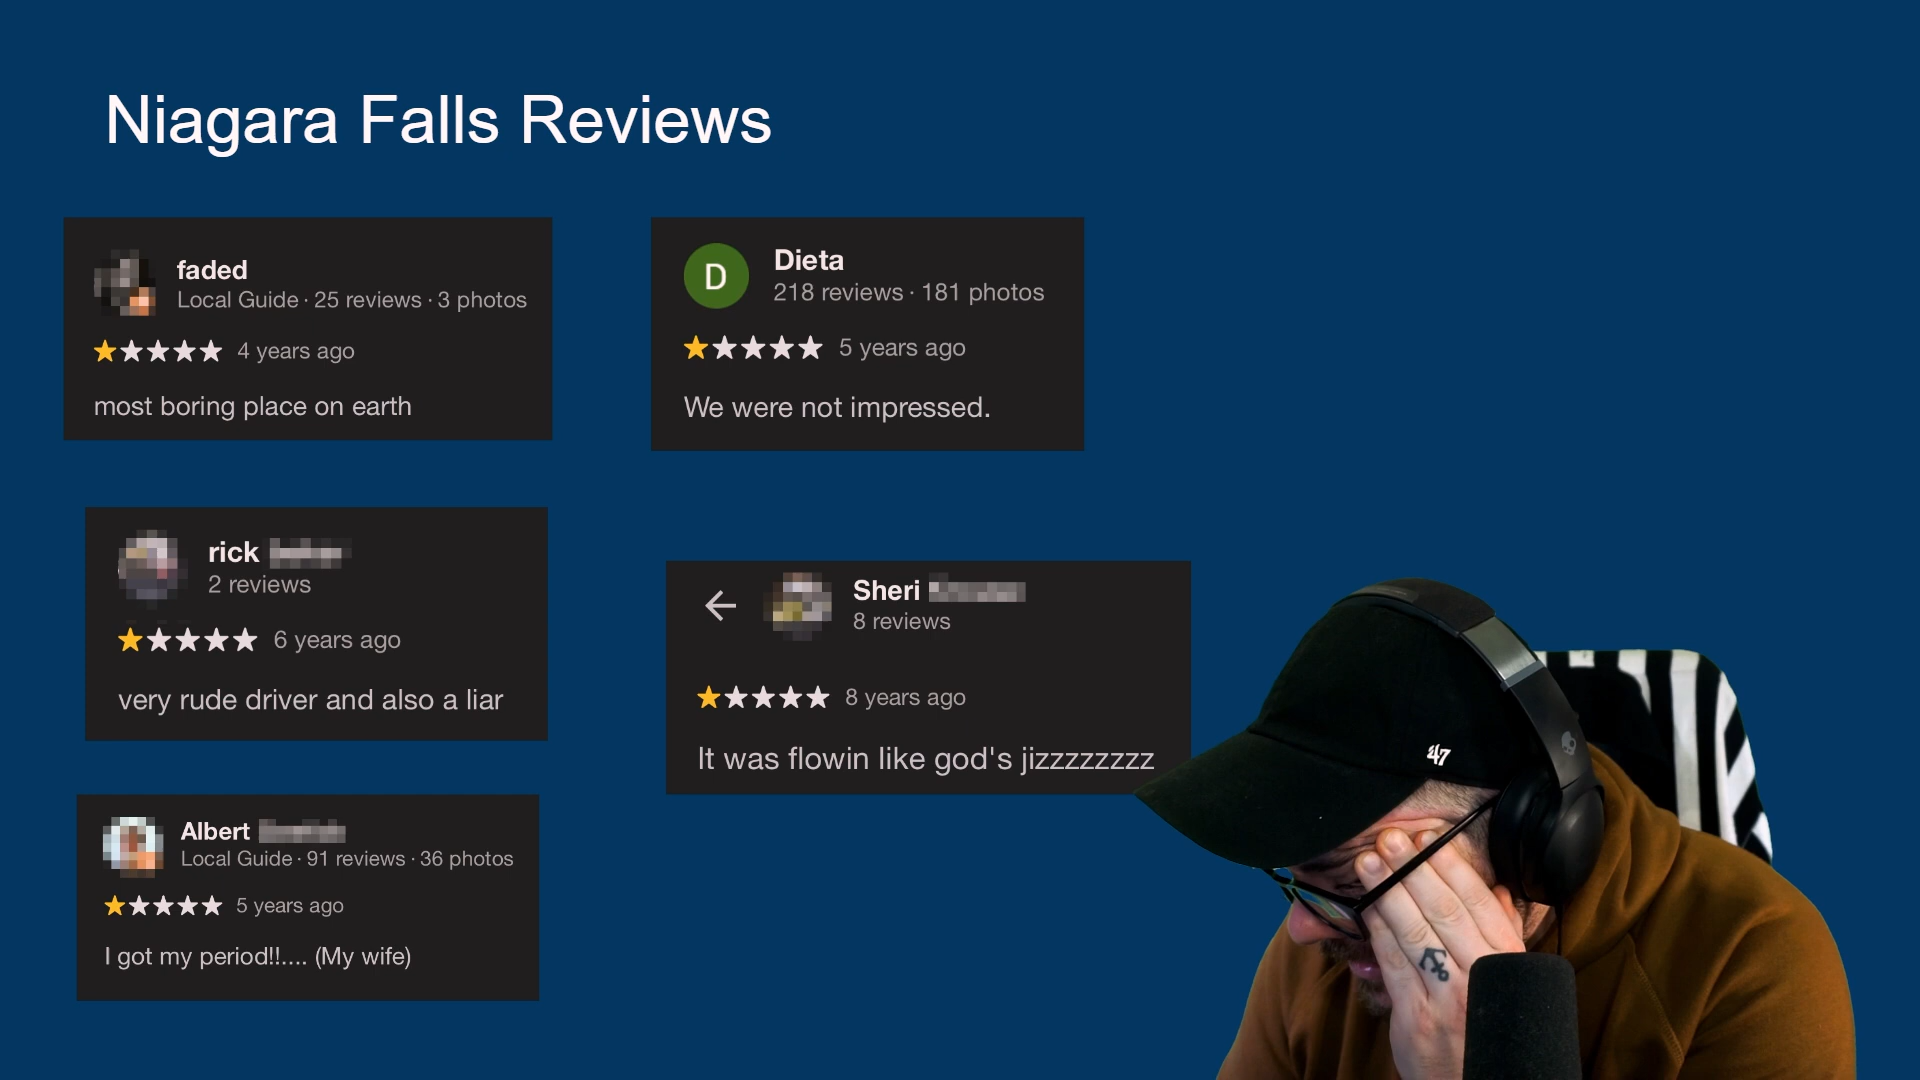 Niagara Falls Reviews
faded
Local Guide · 25 reviews · 3 photos
4 years ago
most boring place on earth
D
Dieta
218 reviews · 181 photos
5 years ago
We were not impressed.
rick
2 reviews
6 years ago
very rude driver and also a liar
Sheri
8 reviews
8 years ago
It was flowin like god's jizzzzzzzz
Albert
Local Guide · 91 reviews · 36 photos
5 years ago
I got my period!!.... (My wife)
47